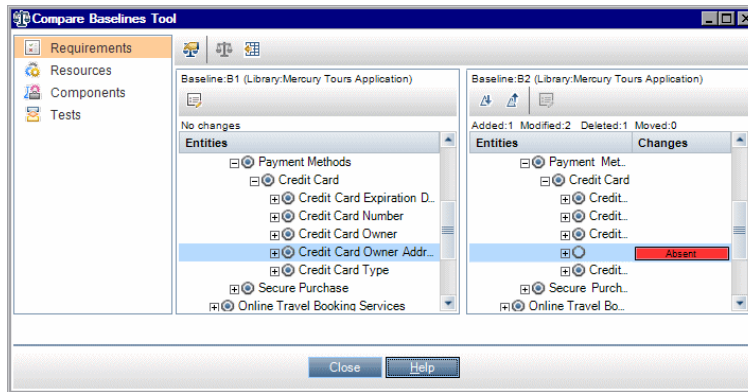 Compare Baselines Tool
Requirements
Resources
Components
Tests
Baseline:B1 (Library:Mercury Tours Application)
No changes
Entities
Payment Methods
Credit Card
Credit Card Expiration D...
Credit Card Number
Credit Card Owner
Credit Card Owner Addr...
Credit Card Type
Secure Purchase
Online Travel Booking Services
Baseline:B2 (Library:Mercury Tours Application)
Added:1 Modified:2 Deleted:1 Moved:0
Entities Changes
Payment Met..
Credit Card
Credit...
Credit...
Credit...
Absent
Credit...
Secure Purch..
Online Travel Bo...
Close Help